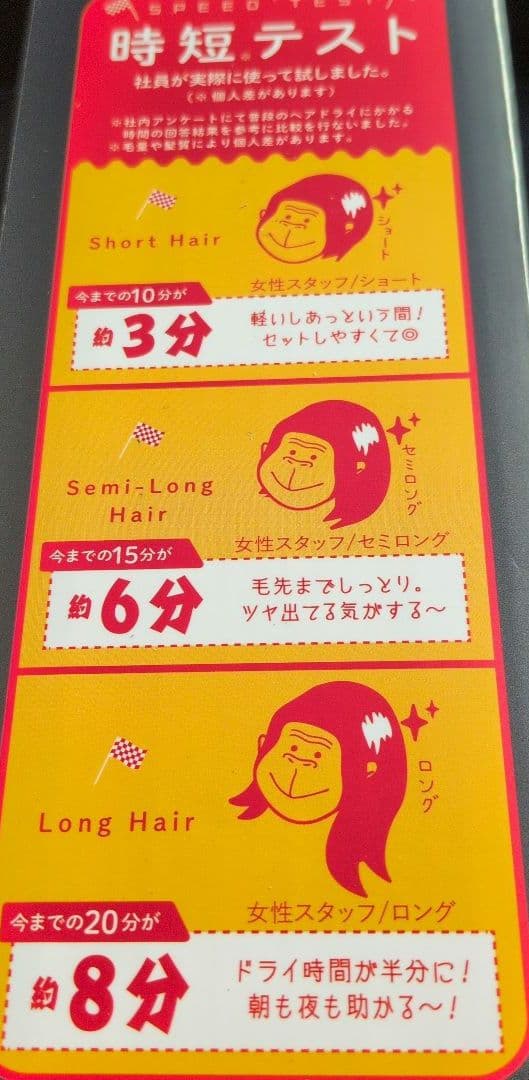 SPEED TEST
時短※テスト
社員が実際に使って試しました。
（※ 個人差があります）
※社内アンケートにて普段のヘアドライにかかる
時間の回答結果を参考に比較を行ないました。
※毛量や髪質により個人差があります。
Short Hair
ショート
女性スタッフ/ショート
今までの10分が
約3分
軽いしあっという間！
セットしやすくて◎
Semi-Long
Hair
セミロング
女性スタッフ/セミロング
今までの15分が
約6分
毛先までしっとり。
ツヤ出てる気がする〜
Long Hair
ロング
女性スタッフ/ロング
今までの20分が
約8分
ドライ時間が半分に！
朝も夜も助かる〜！